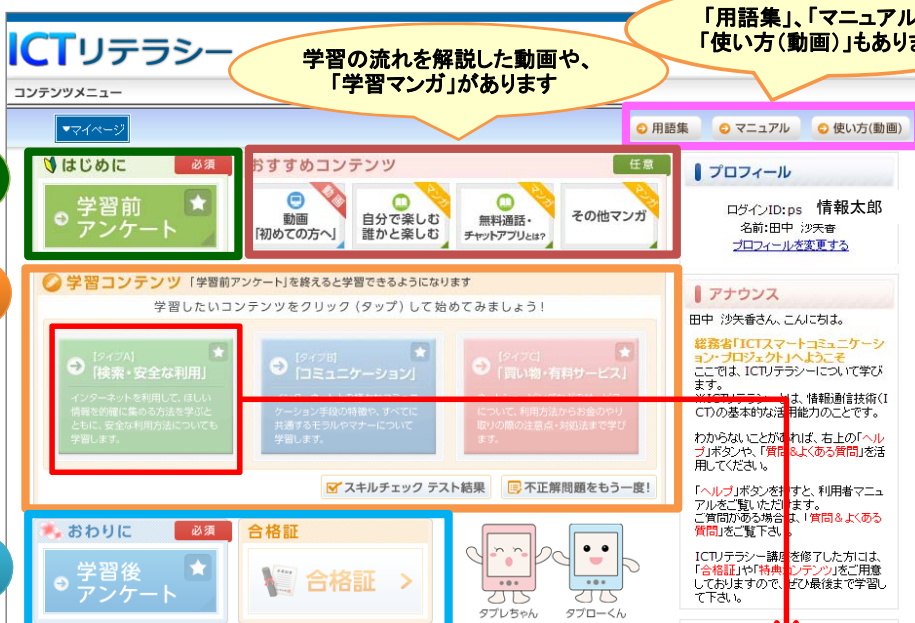 「用語集」、「マニュアル
「使い方(動画)」もありま
学習の流れを解説した動画や、
「学習マンガ」があります
ICTリテラシー
コンテンツメニュー
▼マイページ
用語集
マニュアル
使い方(動画)
はじめに
必須
学習前
アンケート
おすすめコンテンツ
任意
動画
動画
「初めての方へ」
マンガ
自分で楽しむ
誰かと楽しむ
マンガ
無料通話・
チャットアプリとは?
マンガ
その他マンガ
学習コンテンツ 「学習前アンケート」を終えると学習できるようになります
学習したいコンテンツをクリック(タップ)して始めてみましょう!
[タイプA]
「検索・安全な利用」
インターネットを利用して、ほしい
情報を的確に集める方法を学ぶと
ともに、安全な利用方法についても
学習します。
[タイプB]
「コミュニケーション」
ケーション手段の特徴や、すべてに
共通するモラルやマナーについて
学習します。
[タイプC]
「買い物・有料サービス」
について、利用方法からお金のやり
取りの際の注意点・対処法まで学び
ます。
スキルチェック テスト結果
不正解問題をもう一度!
おわりに
必須
学習後
アンケート
合格証
合格証
タブレちゃん
タブローくん
プロフィール
ログインID:ps 情報太郎
名前:田中 沙矢香
プロフィールを変更する
アナウンス
田中 沙矢香さん、こんにちは。
総務省「ICTスマートコミュニケーシ
ョン・プロジェクト」へようこそ
ここでは、ICTリテラシーについて学び
ます。
※ICTリテラシーとは、情報通信技術(I
CT)の基本的な活用能力のことです。
わからないことがあれば、右上の「ヘル
プ」ボタンや、「質問&よくある質問」を活
用してください。
「ヘルプ」ボタンを押すと、利用者マニュ
アルをご覧いただけます。
ご質問がある場合は、「質問&よくある
質問」をご覧下さい。
ICTリテラシー講座を修了した方には、
「合格証」や「特典コンテンツ」をご用意
しておりますので、ぜひ最後まで学習し
て下さい。